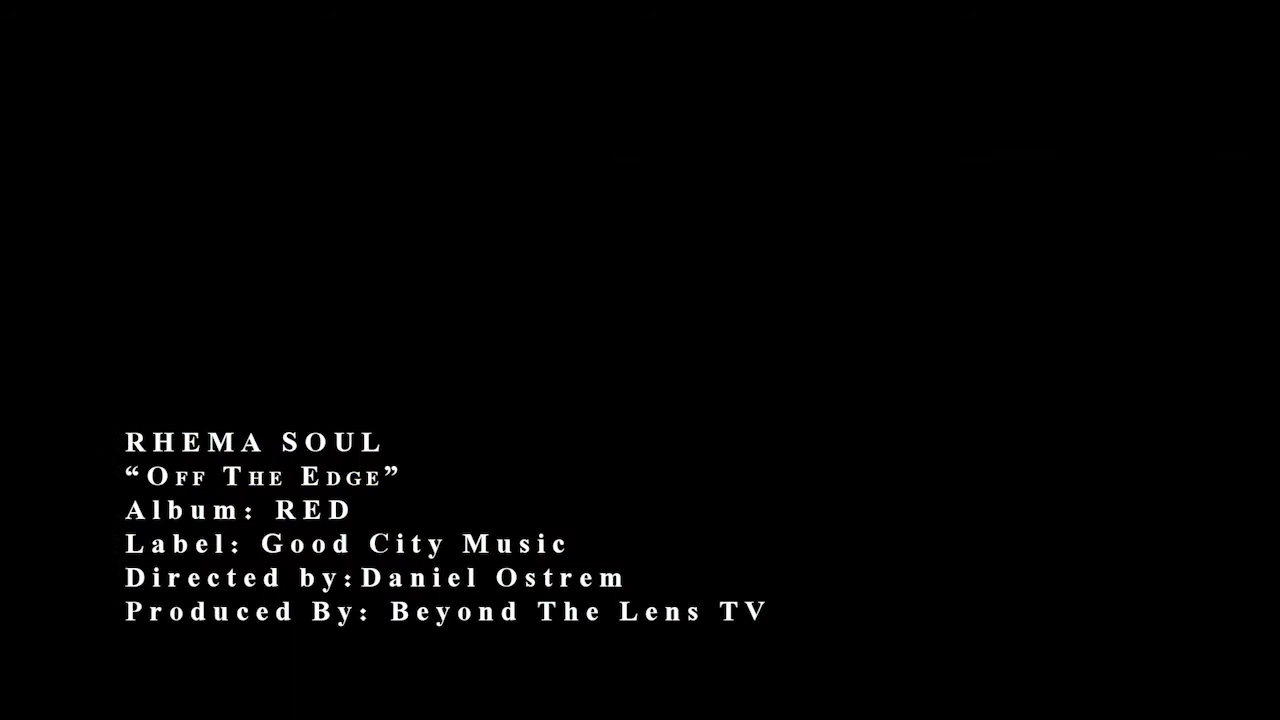 RHEMA SOUL
“Off The Edge”
Album: RED
Label: Good City Music
Directed by:Daniel Ostrem
Produced By: Beyond The Lens TV